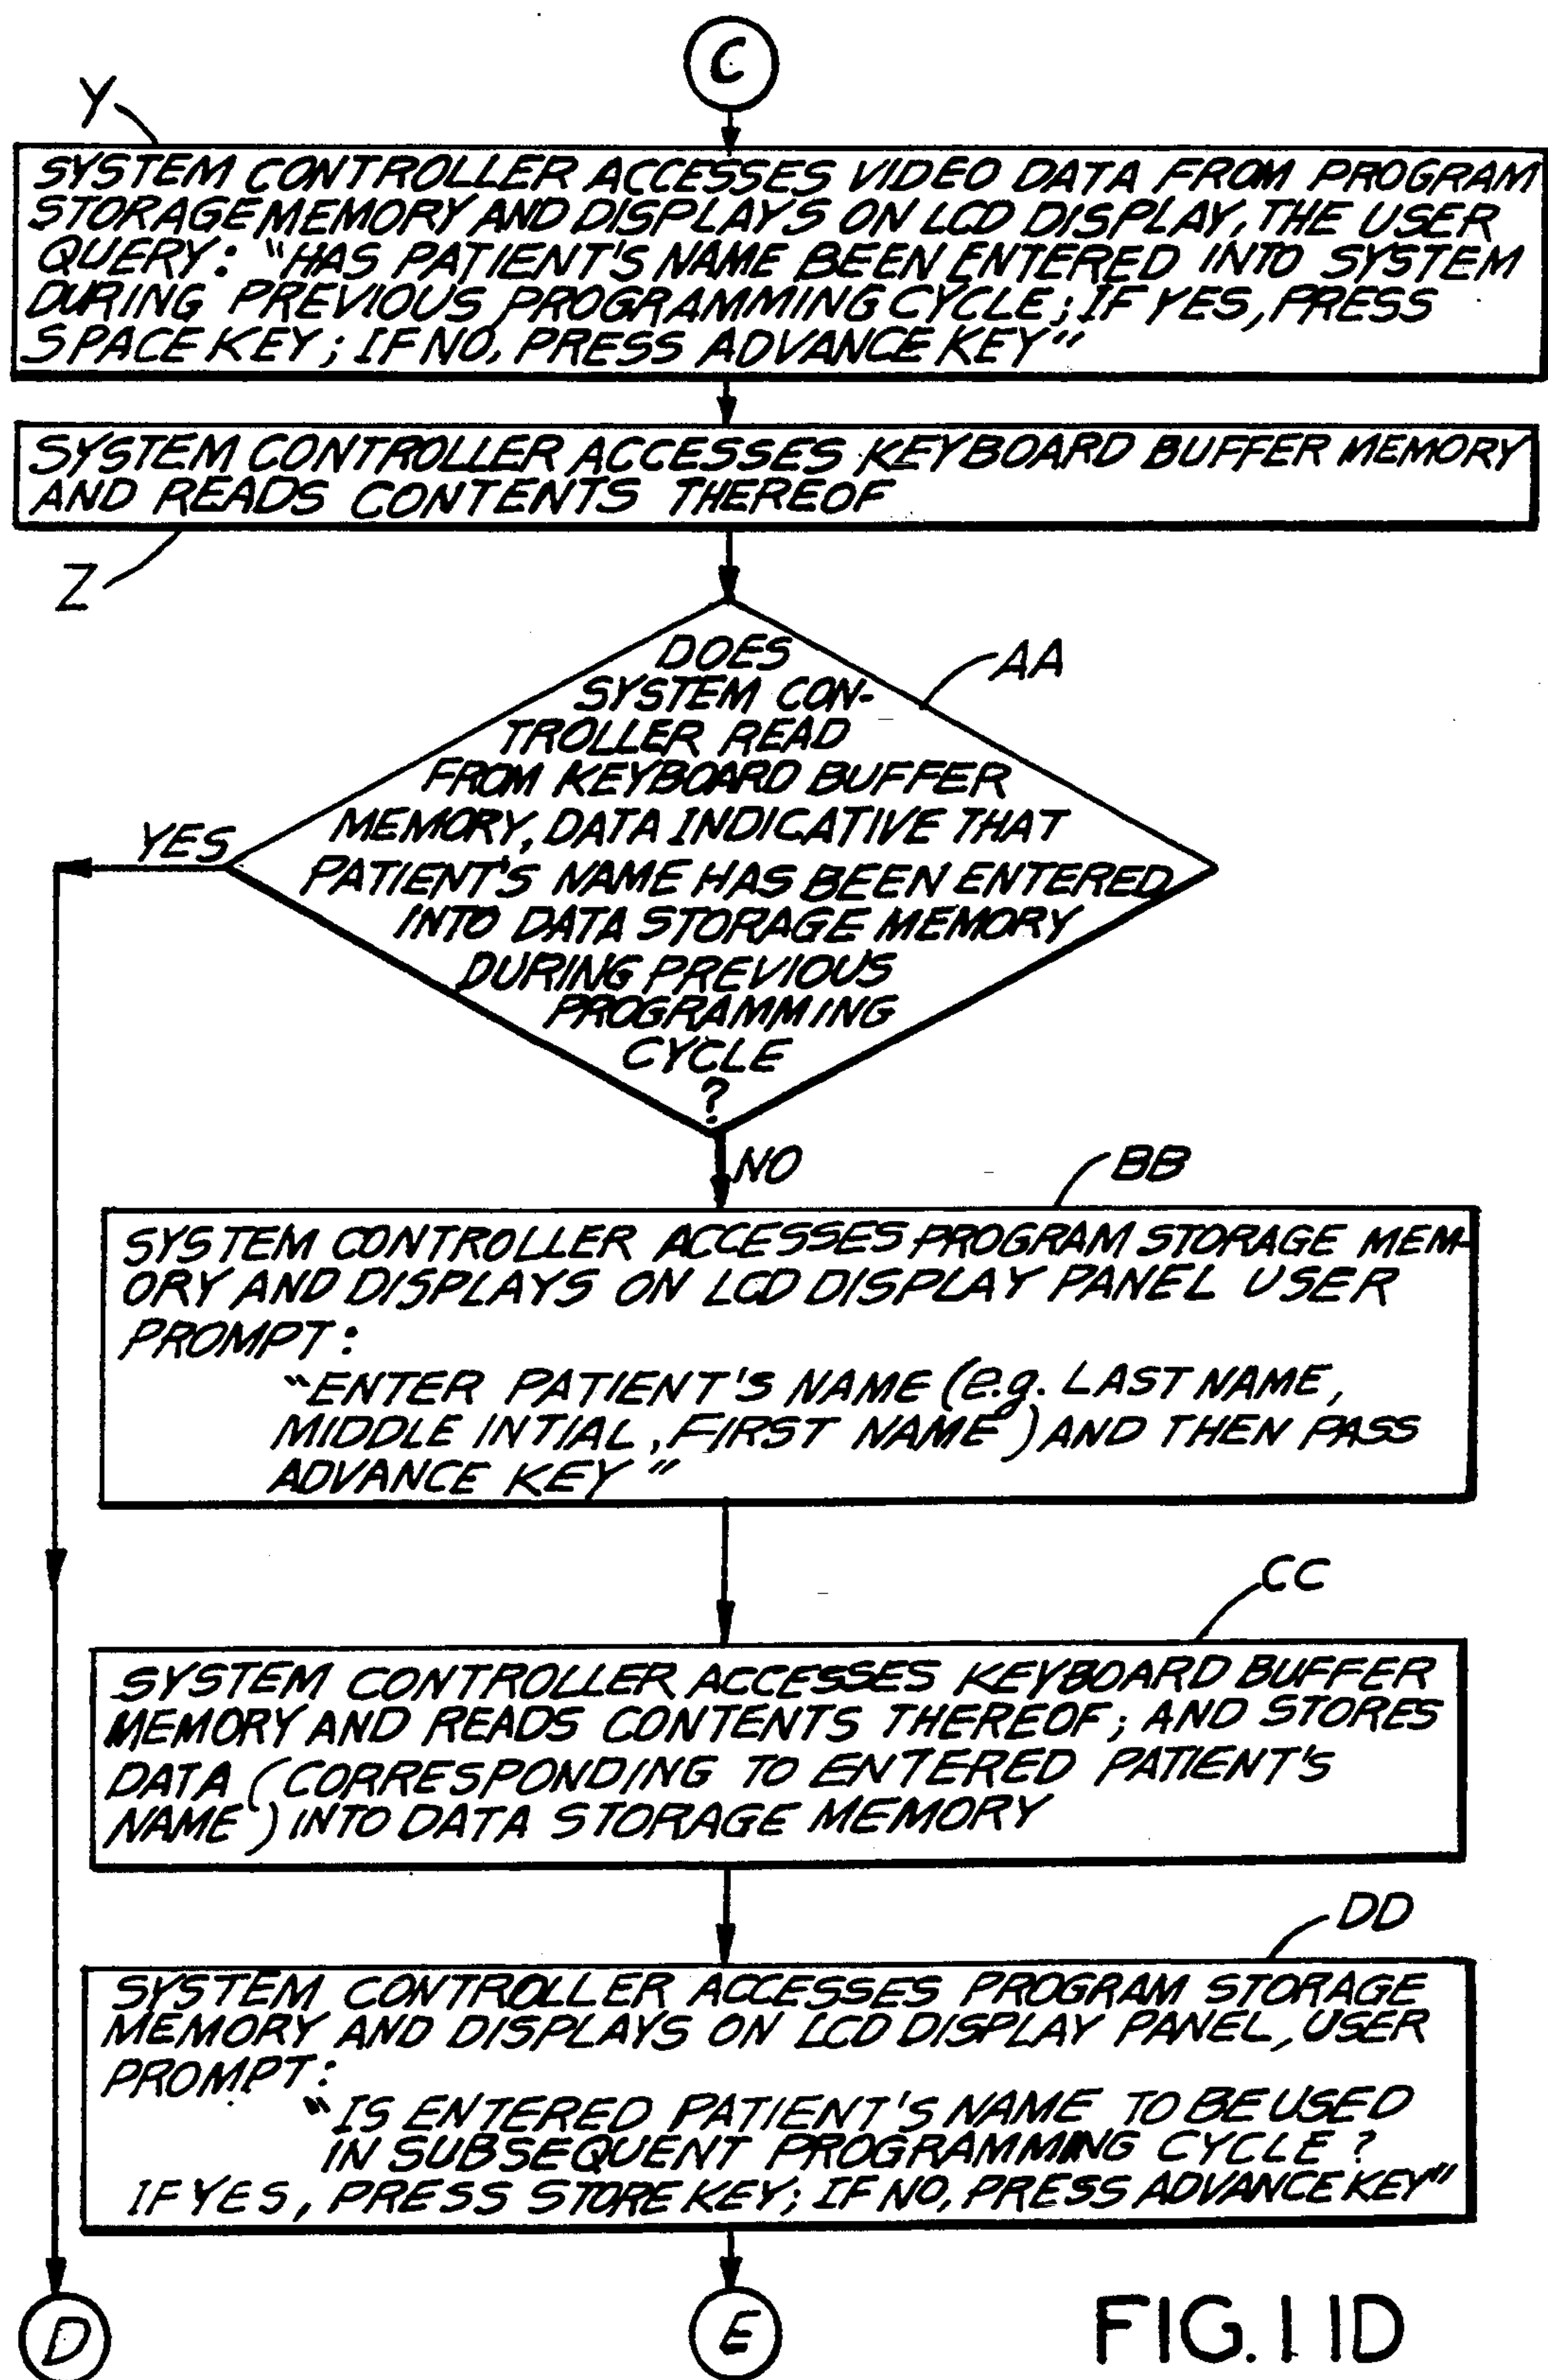 C
Y
SYSTEM CONTROLLER ACCESSES VIDEO DATA FROM PROGRAM
STORAGE MEMORY AND DISPLAYS ON LCD DISPLAY, THE USER
QUERY: "HAS PATIENT'S NAME BEEN ENTERED INTO SYSTEM
DURING PREVIOUS PROGRAMMING CYCLE; IF YES, PRESS
SPACE KEY; IF NO, PRESS ADVANCE KEY"
SYSTEM CONTROLLER ACCESSES KEYBOARD BUFFER MEMORY
AND READS CONTENTS THEREOF
Z
AA
DOES
SYSTEM CON-
TROLLER READ
FROM KEYBOARD BUFFER
MEMORY, DATA INDICATIVE THAT
PATIENT'S NAME HAS BEEN ENTERED
INTO DATA STORAGE MEMORY
DURING PREVIOUS
PROGRAMMING
CYCLE
?
YES
NO
BB
SYSTEM CONTROLLER ACCESSES PROGRAM STORAGE MEM-
ORY AND DISPLAYS ON LCD DISPLAY PANEL USER
PROMPT:
"ENTER PATIENT'S NAME (e.g. LAST NAME,
MIDDLE INTIAL, FIRST NAME) AND THEN PASS
ADVANCE KEY"
CC
SYSTEM CONTROLLER ACCESSES KEYBOARD BUFFER
MEMORY AND READS CONTENTS THEREOF; AND STORES
DATA (CORRESPONDING TO ENTERED PATIENT'S
NAME) INTO DATA STORAGE MEMORY
DD
SYSTEM CONTROLLER ACCESSES PROGRAM STORAGE
MEMORY AND DISPLAYS ON LCD DISPLAY PANEL, USER
PROMPT:
"IS ENTERED PATIENT'S NAME TO BE USED
IN SUBSEQUENT PROGRAMMING CYCLE?
IF YES, PRESS STORE KEY; IF NO, PRESS ADVANCE KEY"
D
E
FIG. 11D